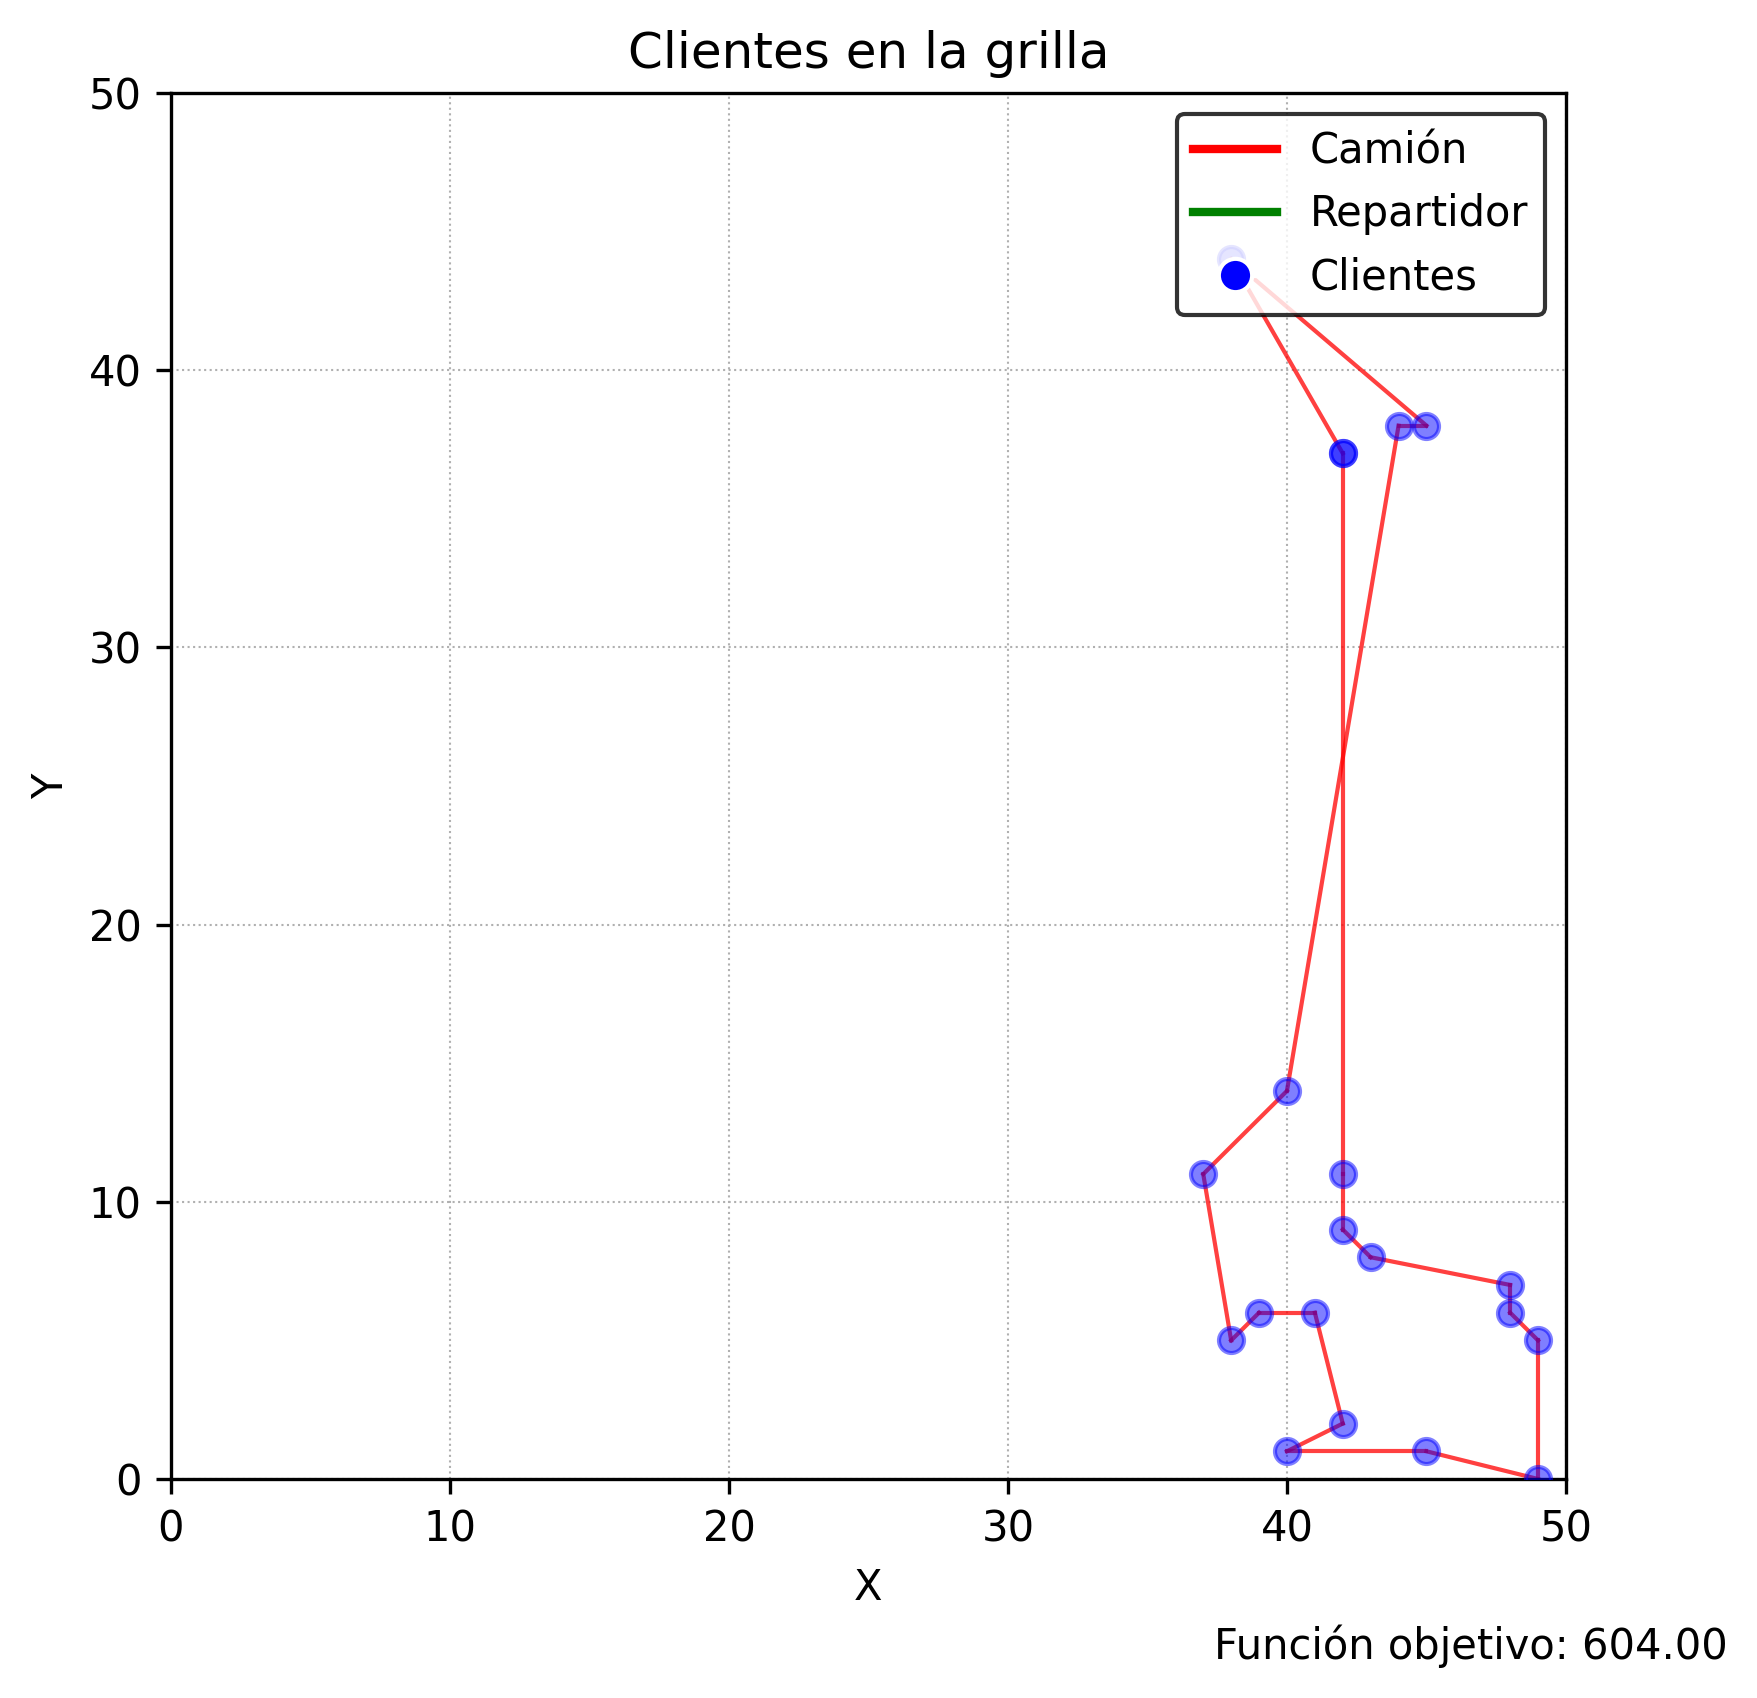 Clientes en la grilla
50
40
30
20
10
0
Y
Camión
Repartidor
Clientes
0 10 20 30 40 50
X
Función objetivo: 604.00